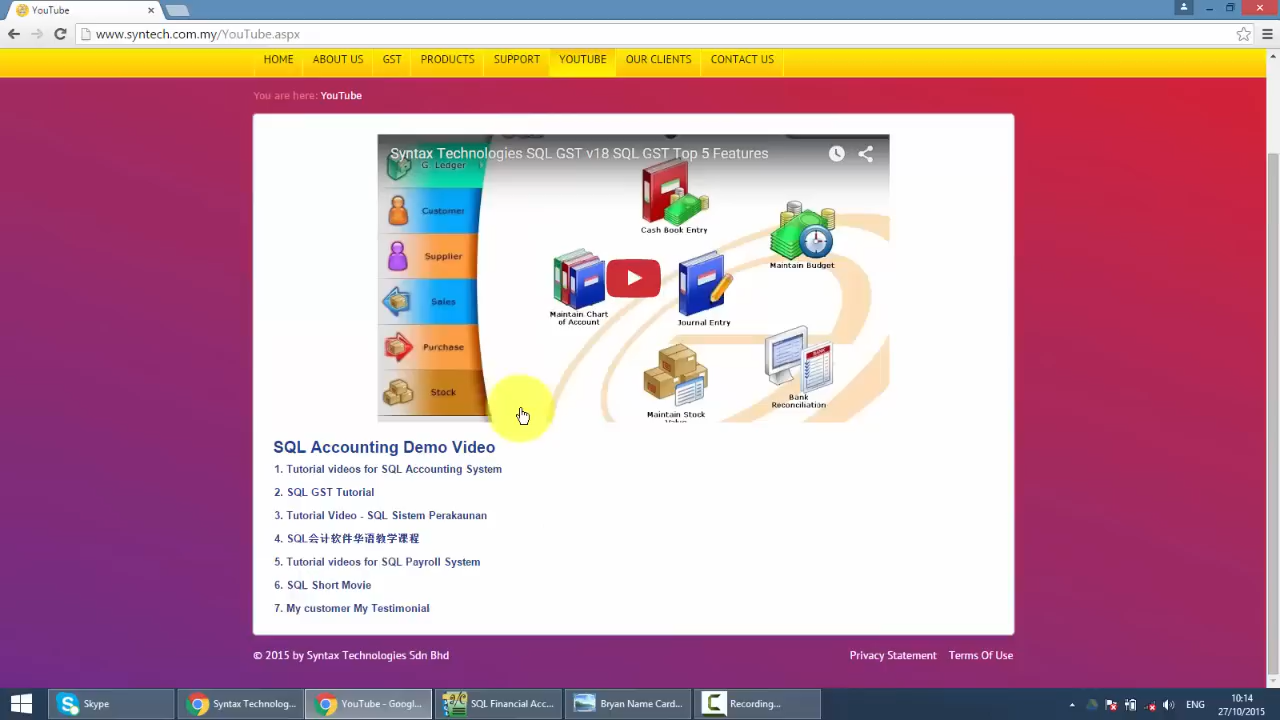 YouTube
www.syntech.com.my/YouTube.aspx
HOME ABOUT US GST PRODUCTS SUPPORT YOUTUBE OUR CLIENTS CONTACT US
You are here: YouTube
Syntax Technologies SQL GST v18 SQL GST Top 5 Features
G. Ledger
Customer
Supplier
Sales
Purchase
Stock
Cash Book Entry
Maintain Budget
Maintain Chart
of Account
Journal Entry
Maintain Stock
Value
Bank
Reconciliation
SQL Accounting Demo Video
1. Tutorial videos for SQL Accounting System
2. SQL GST Tutorial
3. Tutorial Video - SQL Sistem Perakaunan
4. SQL会计软件华语教学课程
5. Tutorial videos for SQL Payroll System
6. SQL Short Movie
7. My customer My Testimonial
© 2015 by Syntax Technologies Sdn Bhd
Privacy Statement Terms Of Use
Skype
Syntax Technolog...
YouTube - Googl...
SQL Financial Acc...
Bryan Name Card...
Recording...
ENG
10:14
27/10/2015